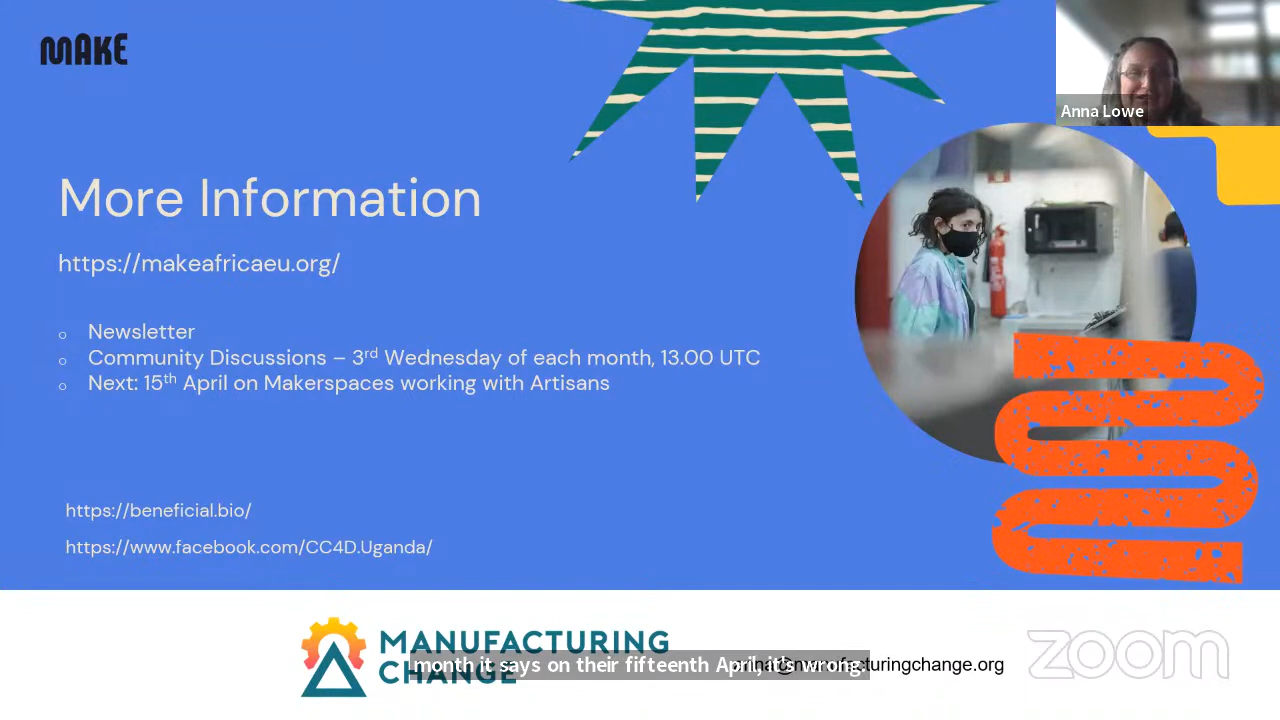 MAKE
Anna Lowe
More Information
https://makeafricaeu.org/
Newsletter
Community Discussions – 3rd Wednesday of each month, 13.00 UTC
Next: 15th April on Makerspaces working with Artisans
https://beneficial.bio/
https://www.facebook.com/CC4D.Uganda/
MANUFACTURING
CHANGE
month it says on their fifteenth April, it's wrong.
zoom